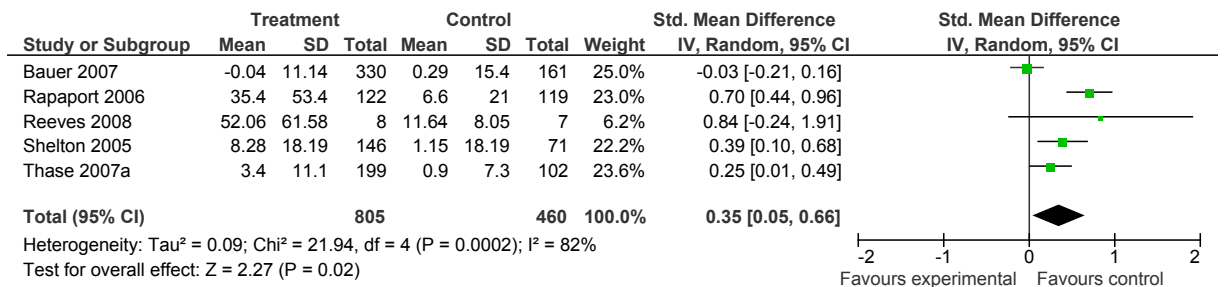 Treatment Control Std. Mean Difference Std. Mean Difference
Study or Subgroup Mean SD Total Mean SD Total Weight IV, Random, 95% CI IV, Random, 95% CI
Bauer 2007 -0.04 11.14 330 0.29 15.4 161 25.0% -0.03 [-0.21, 0.16]
Rapaport 2006 35.4 53.4 122 6.6 21 119 23.0% 0.70 [0.44, 0.96]
Reeves 2008 52.06 61.58 8 11.64 8.05 7 6.2% 0.84 [-0.24, 1.91]
Shelton 2005 8.28 18.19 146 1.15 18.19 71 22.2% 0.39 [0.10, 0.68]
Thase 2007a 3.4 11.1 199 0.9 7.3 102 23.6% 0.25 [0.01, 0.49]
Total (95% CI) 805 460 100.0% 0.35 [0.05, 0.66]
Heterogeneity: Tau² = 0.09; Chi² = 21.94, df = 4 (P = 0.0002); I² = 82%
Test for overall effect: Z = 2.27 (P = 0.02)
-2 -1 0 1 2
Favours experimental Favours control